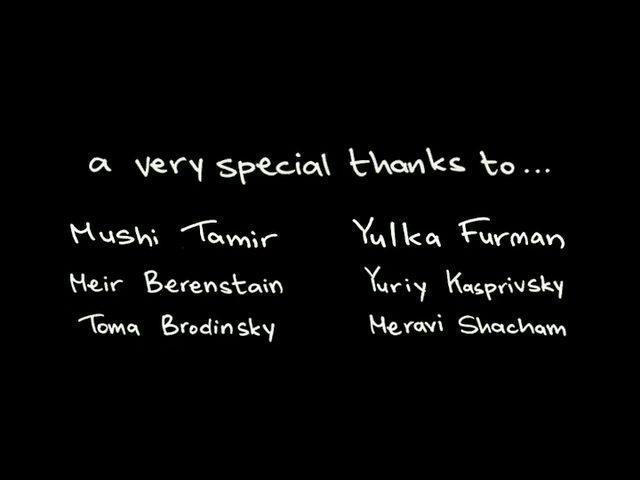 a very special thanks to...
Mushi Tamir
Yulka Furman
Meir Berenstain
Yuriy Kasprivsky
Toma Brodinsky
Meravi Shacham